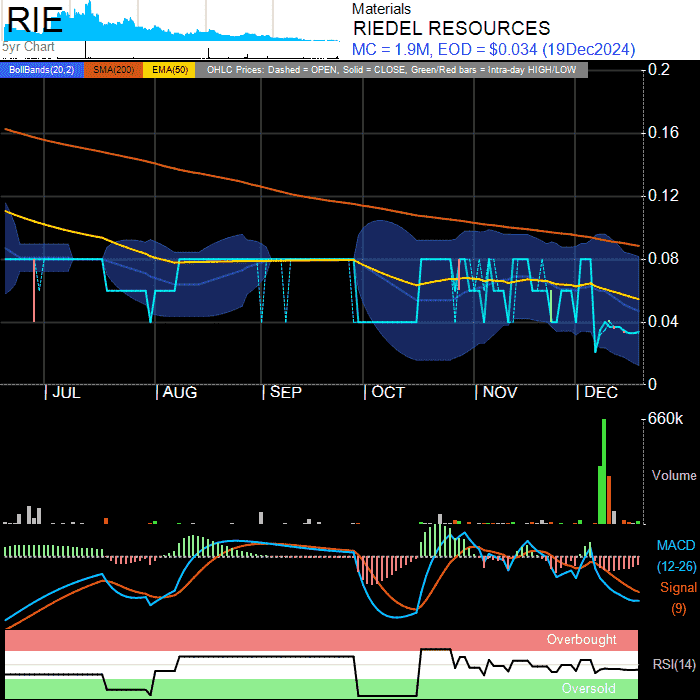 RIE
5yr Chart
Materials
RIEDEL RESOURCES
MC = 1.9M, EOD = $0.034 (19Dec2024)
BollBands(20,2) SMA(200) EMA(50) OHLC Prices: Dashed = OPEN, Solid = CLOSE, Green/Red bars = Intra-day HIGH/LOW
0.2
0.16
0.12
0.08
0.04
0
| JUL | AUG | SEP | OCT | NOV | DEC
660k
Volume
MACD
(12-26)
Signal
(9)
Overbought
RSI(14)
Oversold